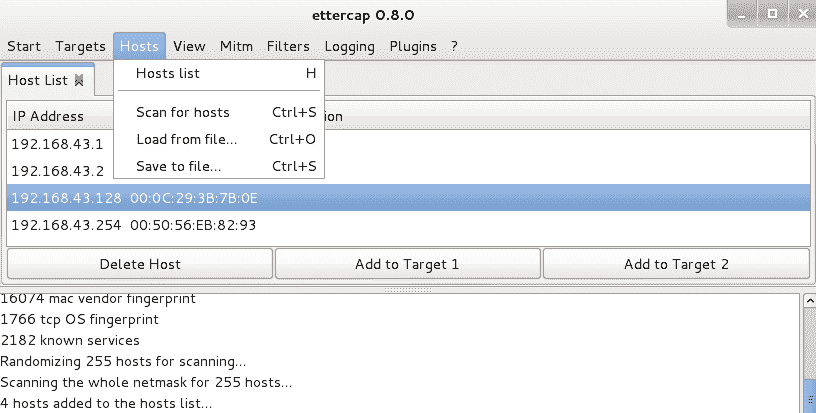 ettercap 0.8.0
Start Targets Hosts View Mitm Filters Logging Plugins ?
Hosts list H
Host List
Scan for hosts Ctrl+S
IP Address ion
Load from file... Ctrl+O
192.168.43.1
Save to file... Ctrl+S
192.168.43.2
192.168.43.128 00:0C:29:3B:7B:0E
192.168.43.254 00:50:56:EB:82:93
Delete Host Add to Target 1 Add to Target 2
16074 mac vendor fingerprint
1766 tcp OS fingerprint
2182 known services
Randomizing 255 hosts for scanning...
Scanning the whole netmask for 255 hosts...
4 hosts added to the hosts list...